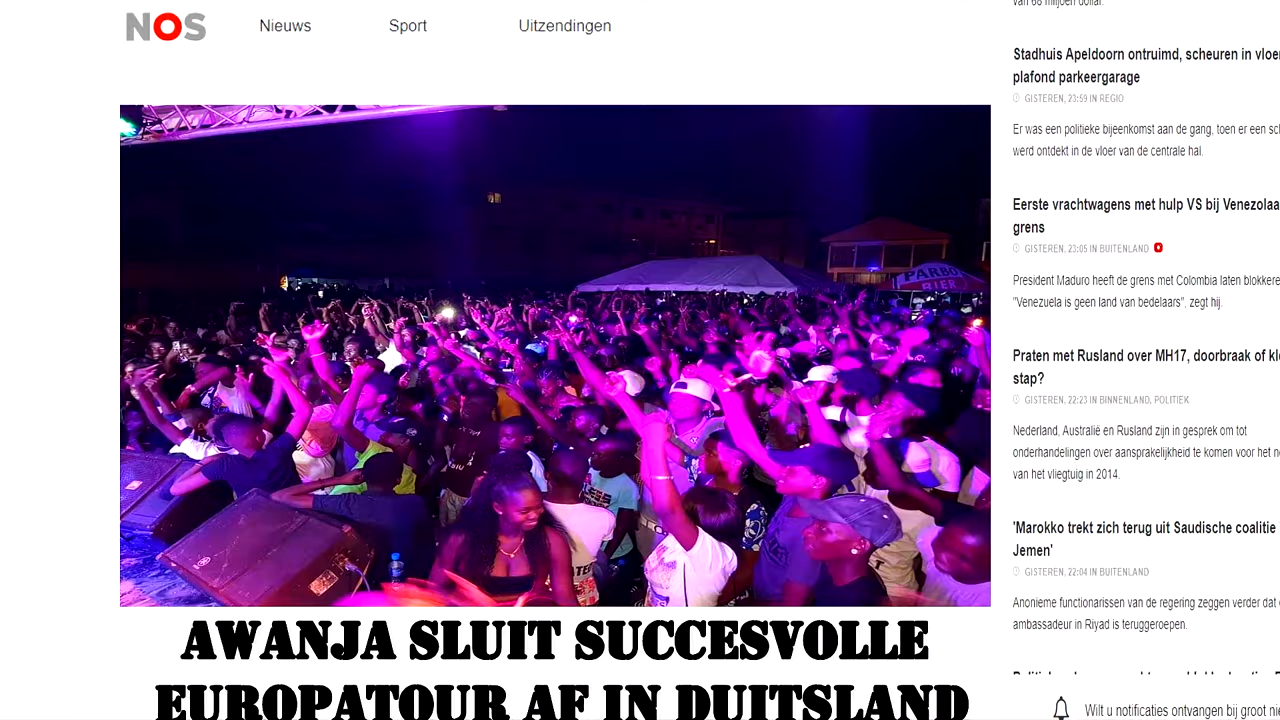 NOS
Nieuws
Sport
Uitzendingen
PARBO
BIER
AWANJA SLUIT SUCCESVOLLE
EUROPATOUR AF IN DUITSLAND
van 68 miljoen dollar.
Stadhuis Apeldoorn ontruimd, scheuren in
plafond parkeergarage
GISTEREN, 23:59 IN REGIO
Er was een politieke bijeenkomst aan de gang, toen er een
werd ontdekt in de vloer van de centrale hal.
Eerste vrachtwagens met hulp VS bij
grens
GISTEREN, 23:05 IN BUITENLAND
President Maduro heeft de grens met Colombia laten
"Venezuela is geen land van bedelaars", zegt hij.
Praten met Rusland over MH17, doorbraak of
stap?
GISTEREN, 22:23 IN BINNENLAND, POLITIEK
Nederland, Australië en Rusland zijn in gesprek om tot
onderhandelingen over aansprakelijkheid te komen voor het
van het vliegtuig in 2014.
'Marokko trekt zich terug uit Saudische coalitie
Jemen'
GISTEREN, 22:04 IN BUITENLAND
Anonieme functionarissen van de regering zeggen verder dat
ambassadeur in Riyad is teruggeroepen.
Wilt u notificaties ontvangen bij groot